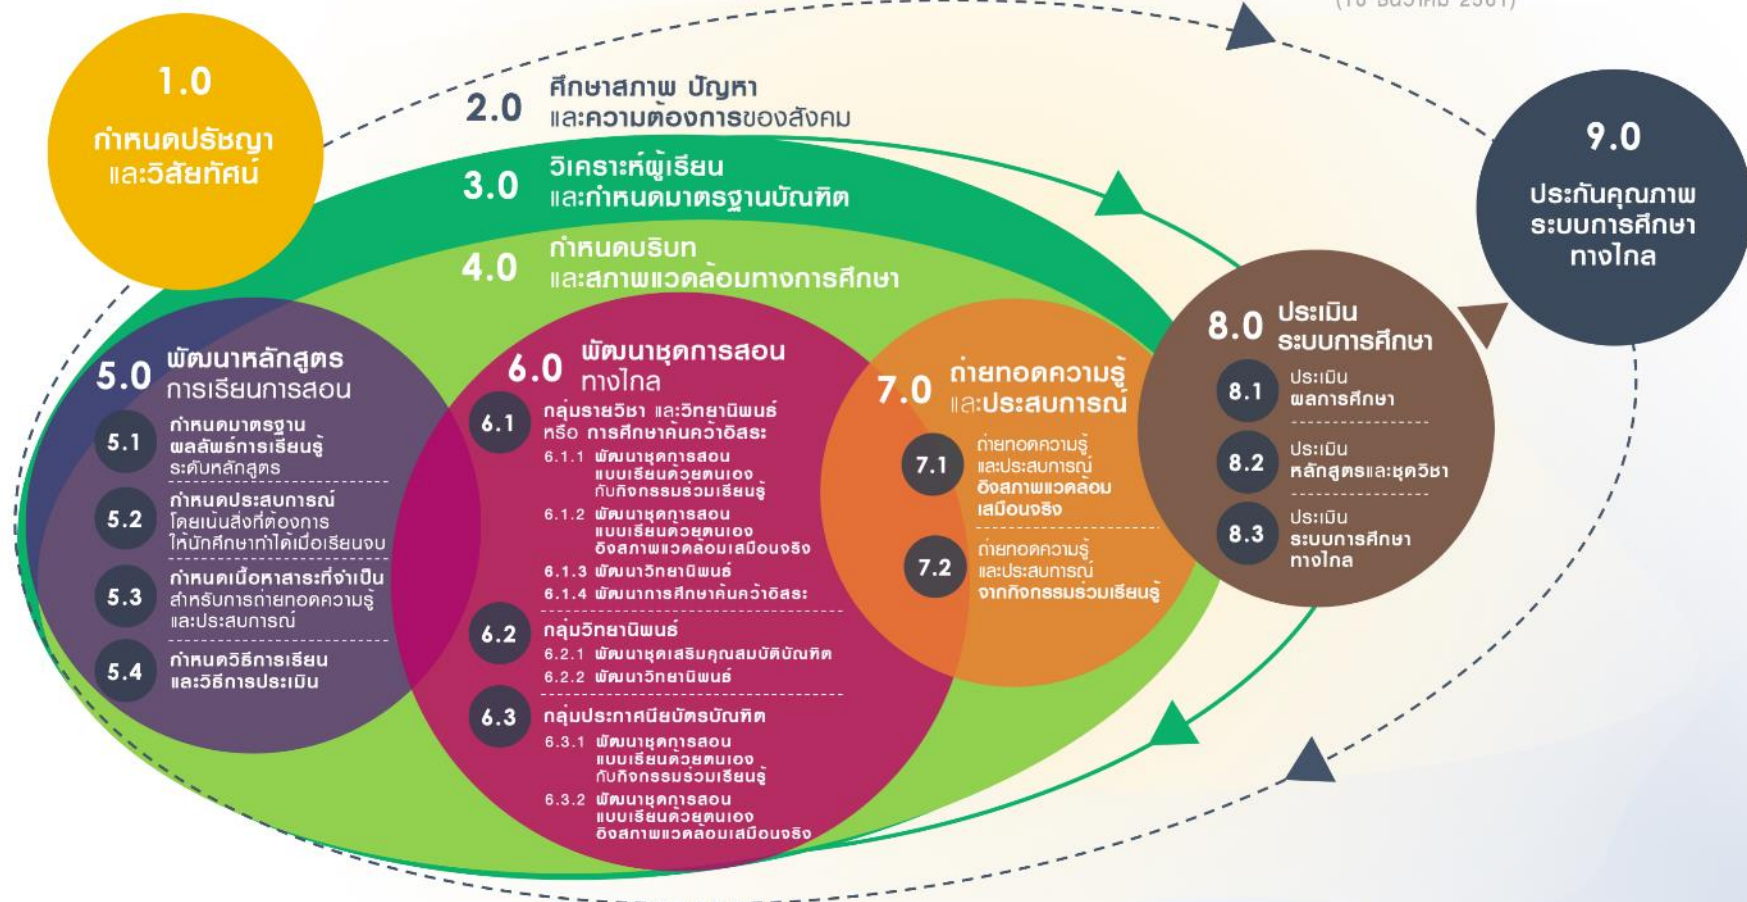 1.0
กำหนดปรัชญา
และวิสัยทัศน์
2.0
ศึกษาสภาพ ปัญหา
และความต้องการของสังคม
3.0
วิเคราะห์ผู้เรียน
และกำหนดมาตรฐานบัณฑิต
4.0
กำหนดบริบท
และสภาพแวดล้อมทางการศึกษา
5.0
พัฒนาหลักสูตร
การเรียนการสอน
5.1
กำหนดมาตรฐาน
ผลลัพธ์การเรียนรู้
ระดับหลักสูตร
5.2
กำหนดประสบการณ์
โดยเน้นสิ่งที่ต้องการ
ให้นักศึกษาทำได้เมื่อเรียนจบ
5.3
กำหนดเนื้อหาสาระที่จำเป็น
สำหรับการถ่ายทอดความรู้
และประสบการณ์
5.4
กำหนดวิธีการเรียน
และวิธีการประเมิน
6.0
พัฒนาชุดการสอน
ทางไกล
6.1
กลุ่มรายวิชา และวิทยานิพนธ์
หรือ การศึกษาค้นคว้าอิสระ
6.1.1 พัฒนาชุดการสอน
แบบเรียนด้วยตนเอง
กับกิจกรรมร่วมเรียนรู้
6.1.2 พัฒนาชุดการสอน
แบบเรียนด้วยตนเอง
อิงสภาพแวดล้อมเสมือนจริง
6.1.3 พัฒนาวิทยานิพนธ์
6.1.4 พัฒนาการศึกษาค้นคว้าอิสระ
6.2
กลุ่มวิทยานิพนธ์
6.2.1 พัฒนาชุดเสริมคุณสมบัติบัณฑิต
6.2.2 พัฒนาวิทยานิพนธ์
6.3
กลุ่มประกาศนียบัตรบัณฑิต
6.3.1 พัฒนาชุดการสอน
แบบเรียนด้วยตนเอง
กับกิจกรรมร่วมเรียนรู้
6.3.2 พัฒนาชุดการสอน
แบบเรียนด้วยตนเอง
อิงสภาพแวดล้อมเสมือนจริง
7.0
ถ่ายทอดความรู้
และประสบการณ์
7.1
ถ่ายทอดความรู้
และประสบการณ์
อิงสภาพแวดล้อม
เสมือนจริง
7.2
ถ่ายทอดความรู้
และประสบการณ์
จากกิจกรรมร่วมเรียนรู้
8.0
ประเมิน
ระบบการศึกษา
8.1
ประเมิน
ผลการศึกษา
8.2
ประเมิน
หลักสูตรและชุดวิชา
8.3
ประเมิน
ระบบการศึกษา
ทางไกล
9.0
ประกันคุณภาพ
ระบบการศึกษา
ทางไกล